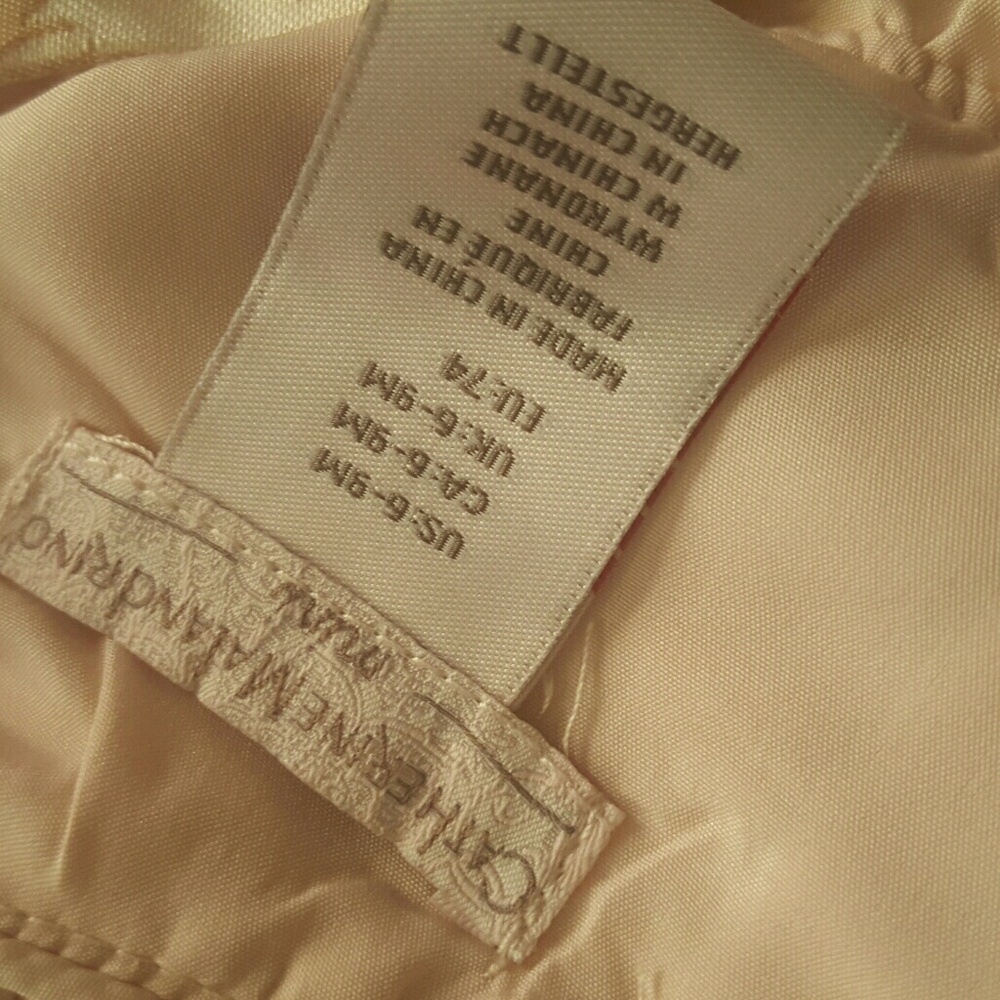 CATHERINE MALANDRINO
mini
US:6-9M
CA:6-9M
UK:6-9M
EU:74
MADE IN CHINA
FABRIQUÉ EN
CHINE
WYKONANE
W CHINACH
IN CHINA
HERGESTELLT